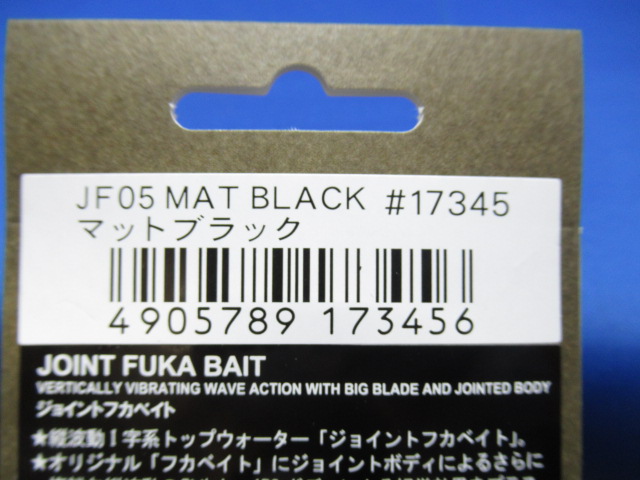 JF05 MAT BLACK #17345
マットブラック
4905789 173456
JOINT FUKA BAIT
VERTICALLY VIBRATING WAVE ACTION WITH BIG BLADE AND JOINTED BODY
ジョイントフカベイト
★縦波動I字系トップウォーター「ジョイントフカベイト」。
★オリジナル「フカベイト」にジョイントボディによるさらに